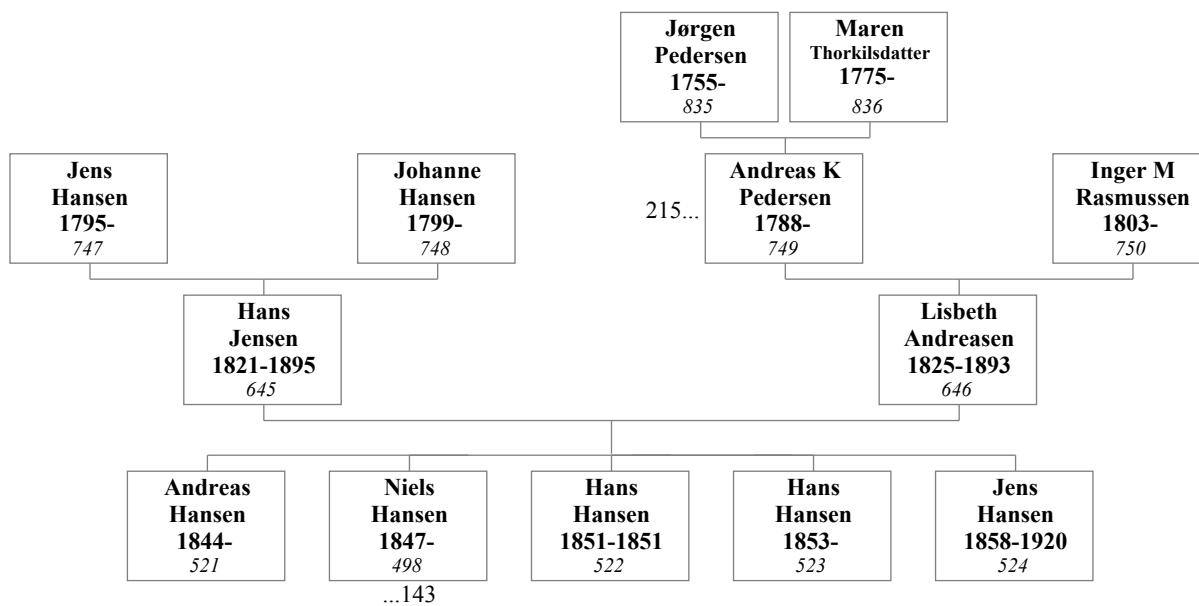 Jørgen
Pedersen
1755-
835
Maren
Thorkilsdatter
1775-
836
Jens
Hansen
1795-
747
Johanne
Hansen
1799-
748
215...
Andreas K
Pedersen
1788-
749
Inger M
Rasmussen
1803-
750
Hans
Jensen
1821-1895
645
Lisbeth
Andreasen
1825-1893
646
Andreas
Hansen
1844-
521
Niels
Hansen
1847-
498
...143
Hans
Hansen
1851-1851
522
Hans
Hansen
1853-
523
Jens
Hansen
1858-1920
524